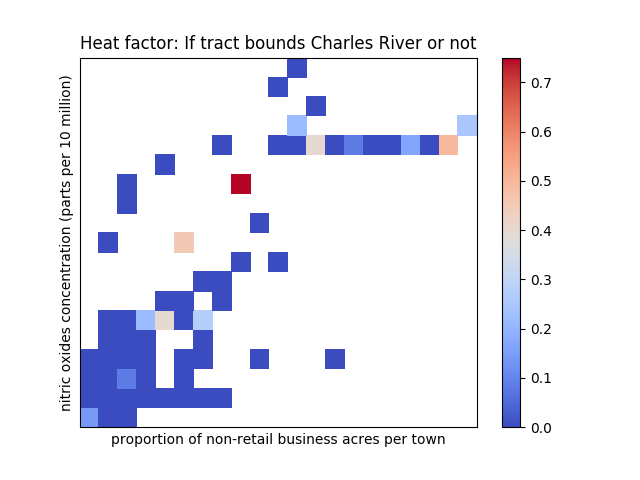 Heat factor: If tract bounds Charles River or not
nitric oxides concentration (parts per 10 million)
proportion of non-retail business acres per town
0.7
0.6
0.5
0.4
0.3
0.2
0.1
0.0